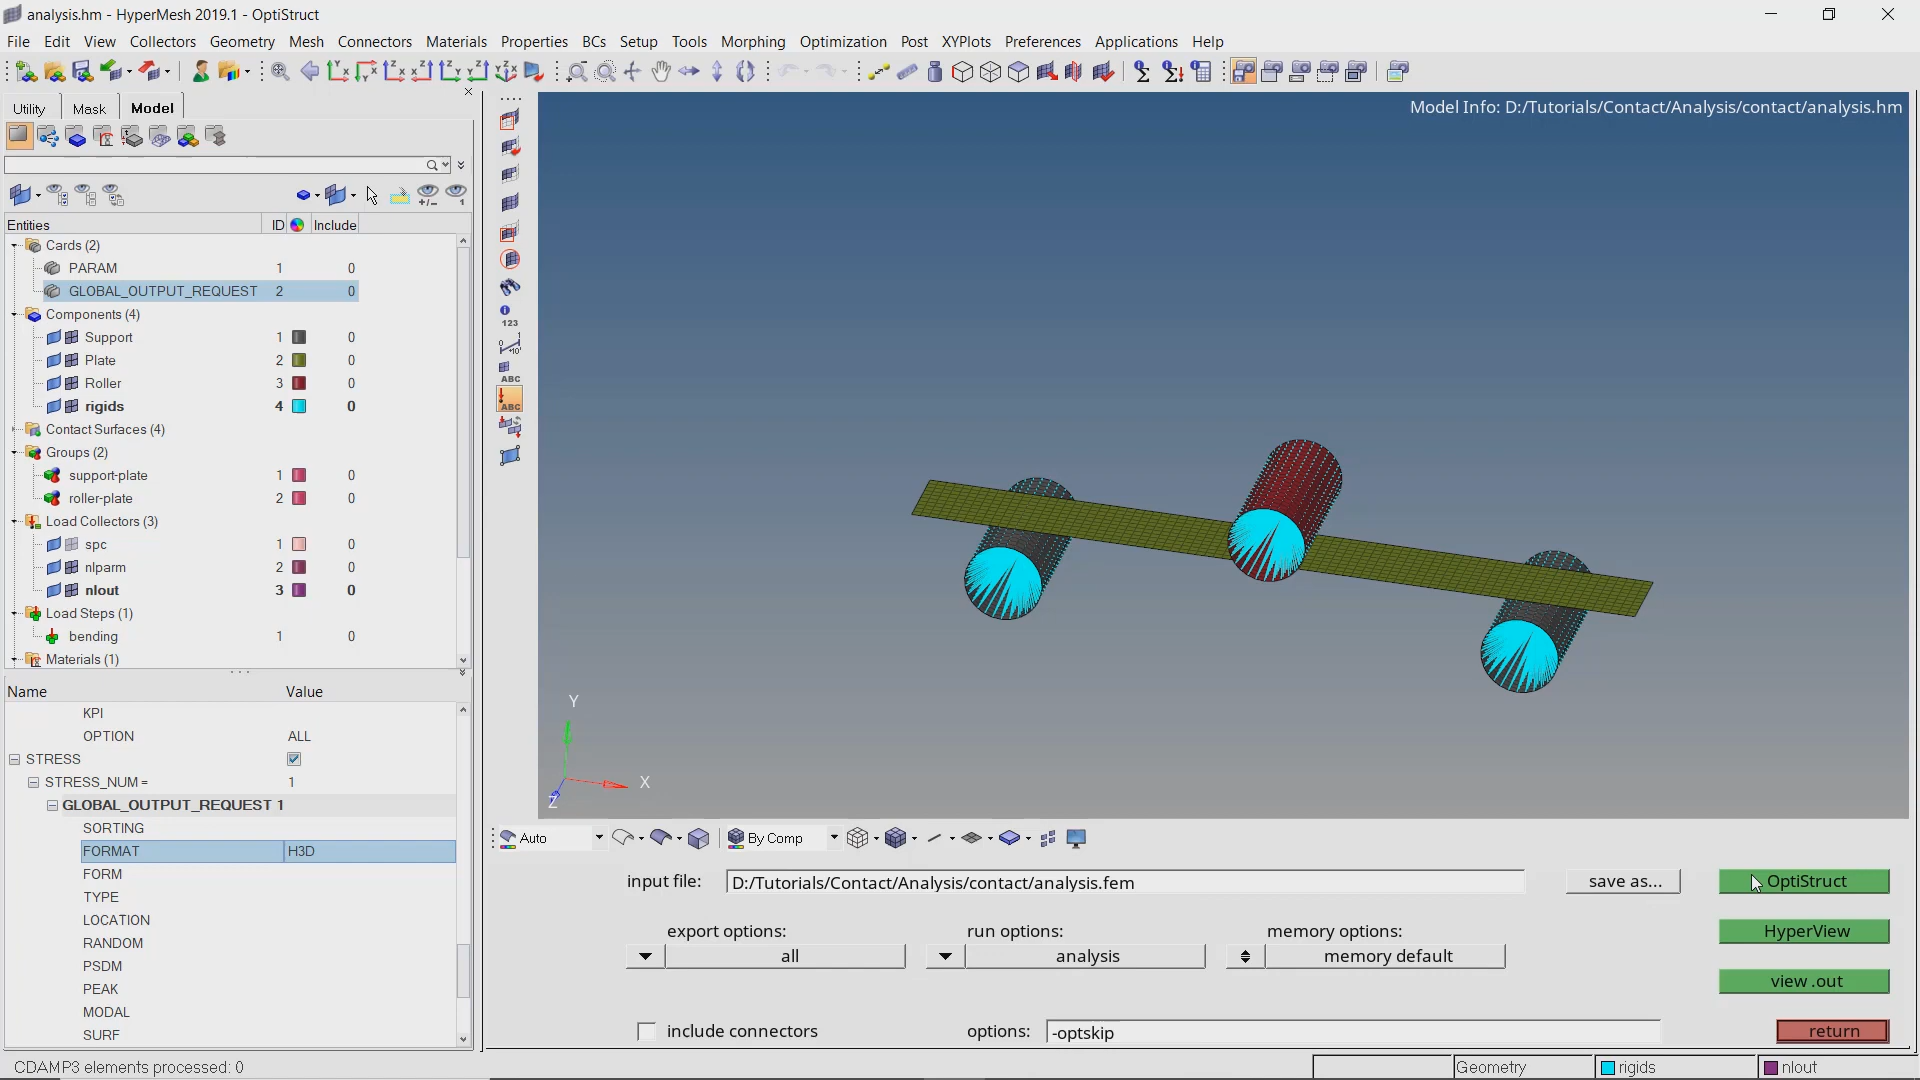 analysis.hm - HyperMesh 2019.1 - OptiStruct
File Edit View Collectors Geometry Mesh Connectors Materials Properties BCs Setup Tools Morphing Optimization Post XYPlots Preferences Applications Help
Utility Mask Model
Model Info: D:/Tutorials/Contact/Analysis/contact/analysis.hm
Entities ID Include
Cards (2)
PARAM 1 0
GLOBAL_OUTPUT_REQUEST 2 0
Components (4)
Support 1 0
Plate 2 0
Roller 3 0
rigids 4 0
Contact Surfaces (4)
Groups (2)
support-plate 1 0
roller-plate 2 0
Load Collectors (3)
spc 1 0
nlparm 2 0
nlout 3 0
Load Steps (1)
bending 1 0
Materials (1)
Name Value
KPI
OPTION ALL
STRESS
STRESS_NUM = 1
GLOBAL_OUTPUT_REQUEST 1
SORTING
FORMAT H3D
FORM
TYPE
LOCATION
RANDOM
PSDM
PEAK
MODAL
SURF
123
ABC
ABC
Y
X
Z
Auto By Comp
input file: D:/Tutorials/Contact/Analysis/contact/analysis.fem save as... OptiStruct
export options: run options: memory options: HyperView
all analysis memory default
view .out
include connectors options: -optskip return
CDAMP3 elements processed: 0 Geometry rigids nlout